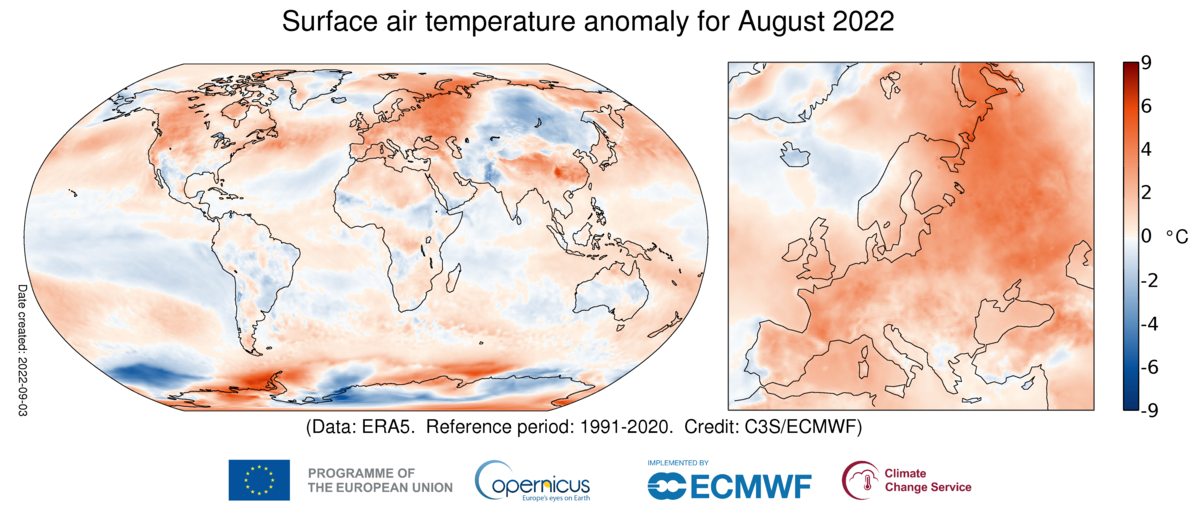 Surface air temperature anomaly for August 2022
9
6
4
2
0 °C
-2
-4
-6
-9
Date created: 2022-09-03
(Data: ERA5. Reference period: 1991-2020. Credit: C3S/ECMWF)
PROGRAMME OF
THE EUROPEAN UNION
opernicus
Europe's eyes on Earth
IMPLEMENTED BY
ECMWF
Climate
Change Service